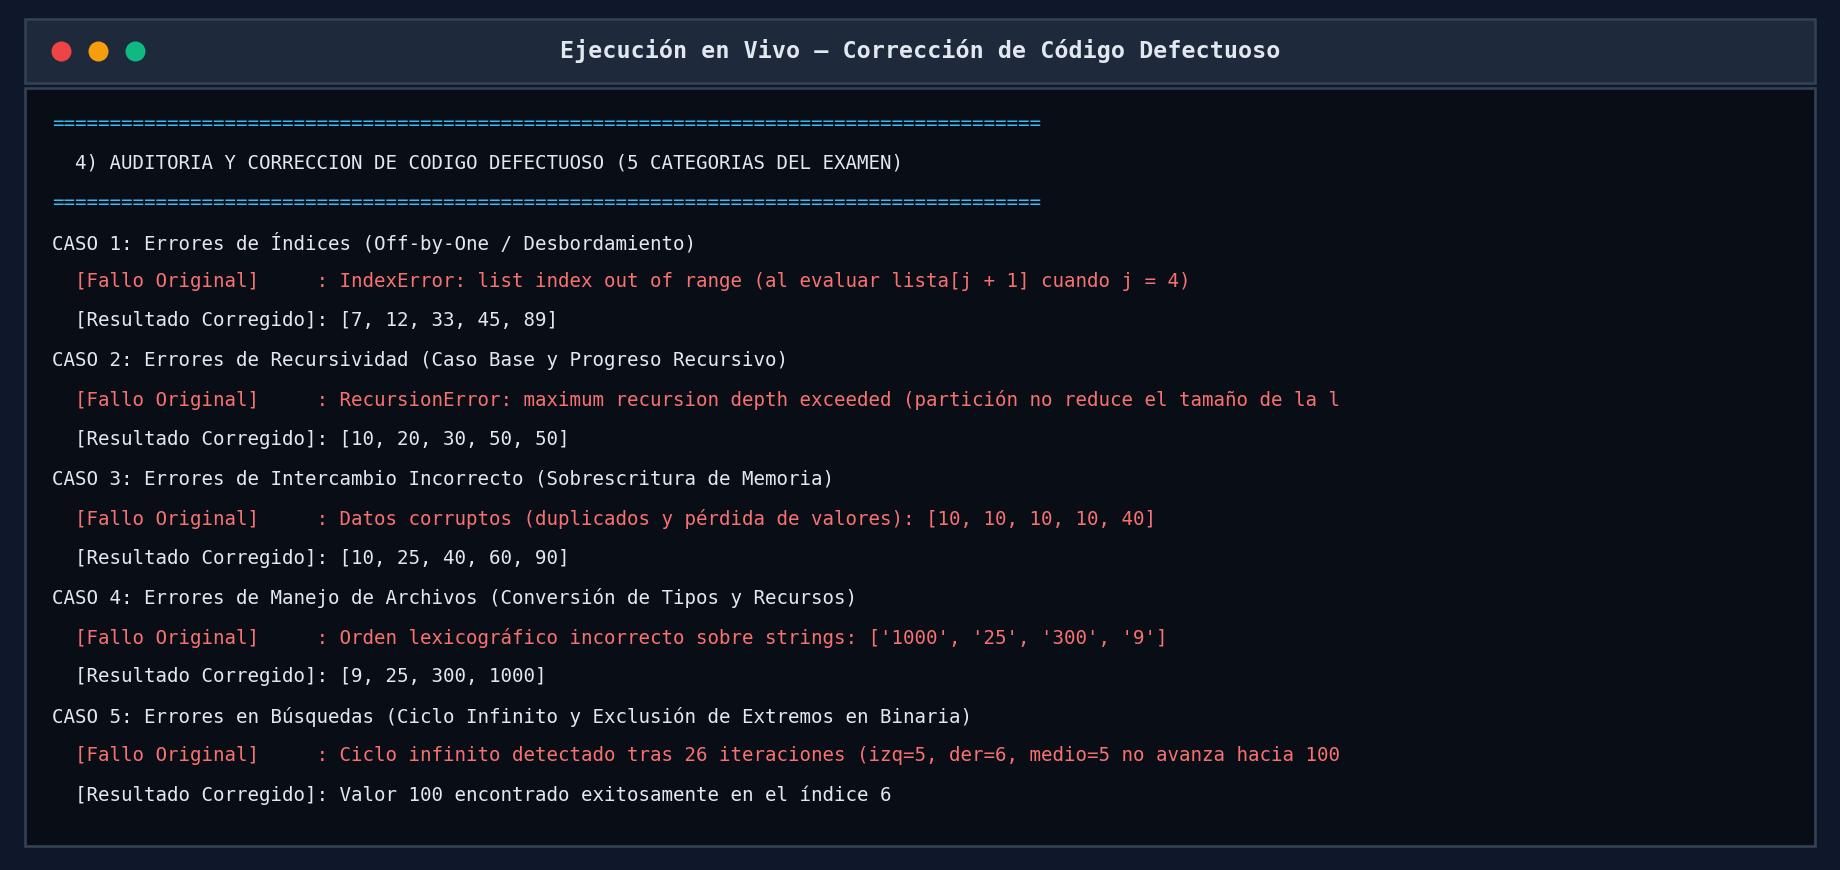 Ejecución en Vivo — Corrección de Código Defectuoso
======================================================================================
4) AUDITORIA Y CORRECCION DE CODIGO DEFECTUOSO (5 CATEGORIAS DEL EXAMEN)
======================================================================================
CASO 1: Errores de Índices (Off-by-One / Desbordamiento)
[Fallo Original]     : IndexError: list index out of range (al evaluar lista[j + 1] cuando j = 4)
[Resultado Corregido]: [7, 12, 33, 45, 89]
CASO 2: Errores de Recursividad (Caso Base y Progreso Recursivo)
[Fallo Original]     : RecursionError: maximum recursion depth exceeded (partición no reduce el tamaño de la l
[Resultado Corregido]: [10, 20, 30, 50, 50]
CASO 3: Errores de Intercambio Incorrecto (Sobrescritura de Memoria)
[Fallo Original]     : Datos corruptos (duplicados y pérdida de valores): [10, 10, 10, 10, 40]
[Resultado Corregido]: [10, 25, 40, 60, 90]
CASO 4: Errores de Manejo de Archivos (Conversión de Tipos y Recursos)
[Fallo Original]     : Orden lexicográfico incorrecto sobre strings: ['1000', '25', '300', '9']
[Resultado Corregido]: [9, 25, 300, 1000]
CASO 5: Errores en Búsquedas (Ciclo Infinito y Exclusión de Extremos en Binaria)
[Fallo Original]     : Ciclo infinito detectado tras 26 iteraciones (izq=5, der=6, medio=5 no avanza hacia 100
[Resultado Corregido]: Valor 100 encontrado exitosamente en el índice 6